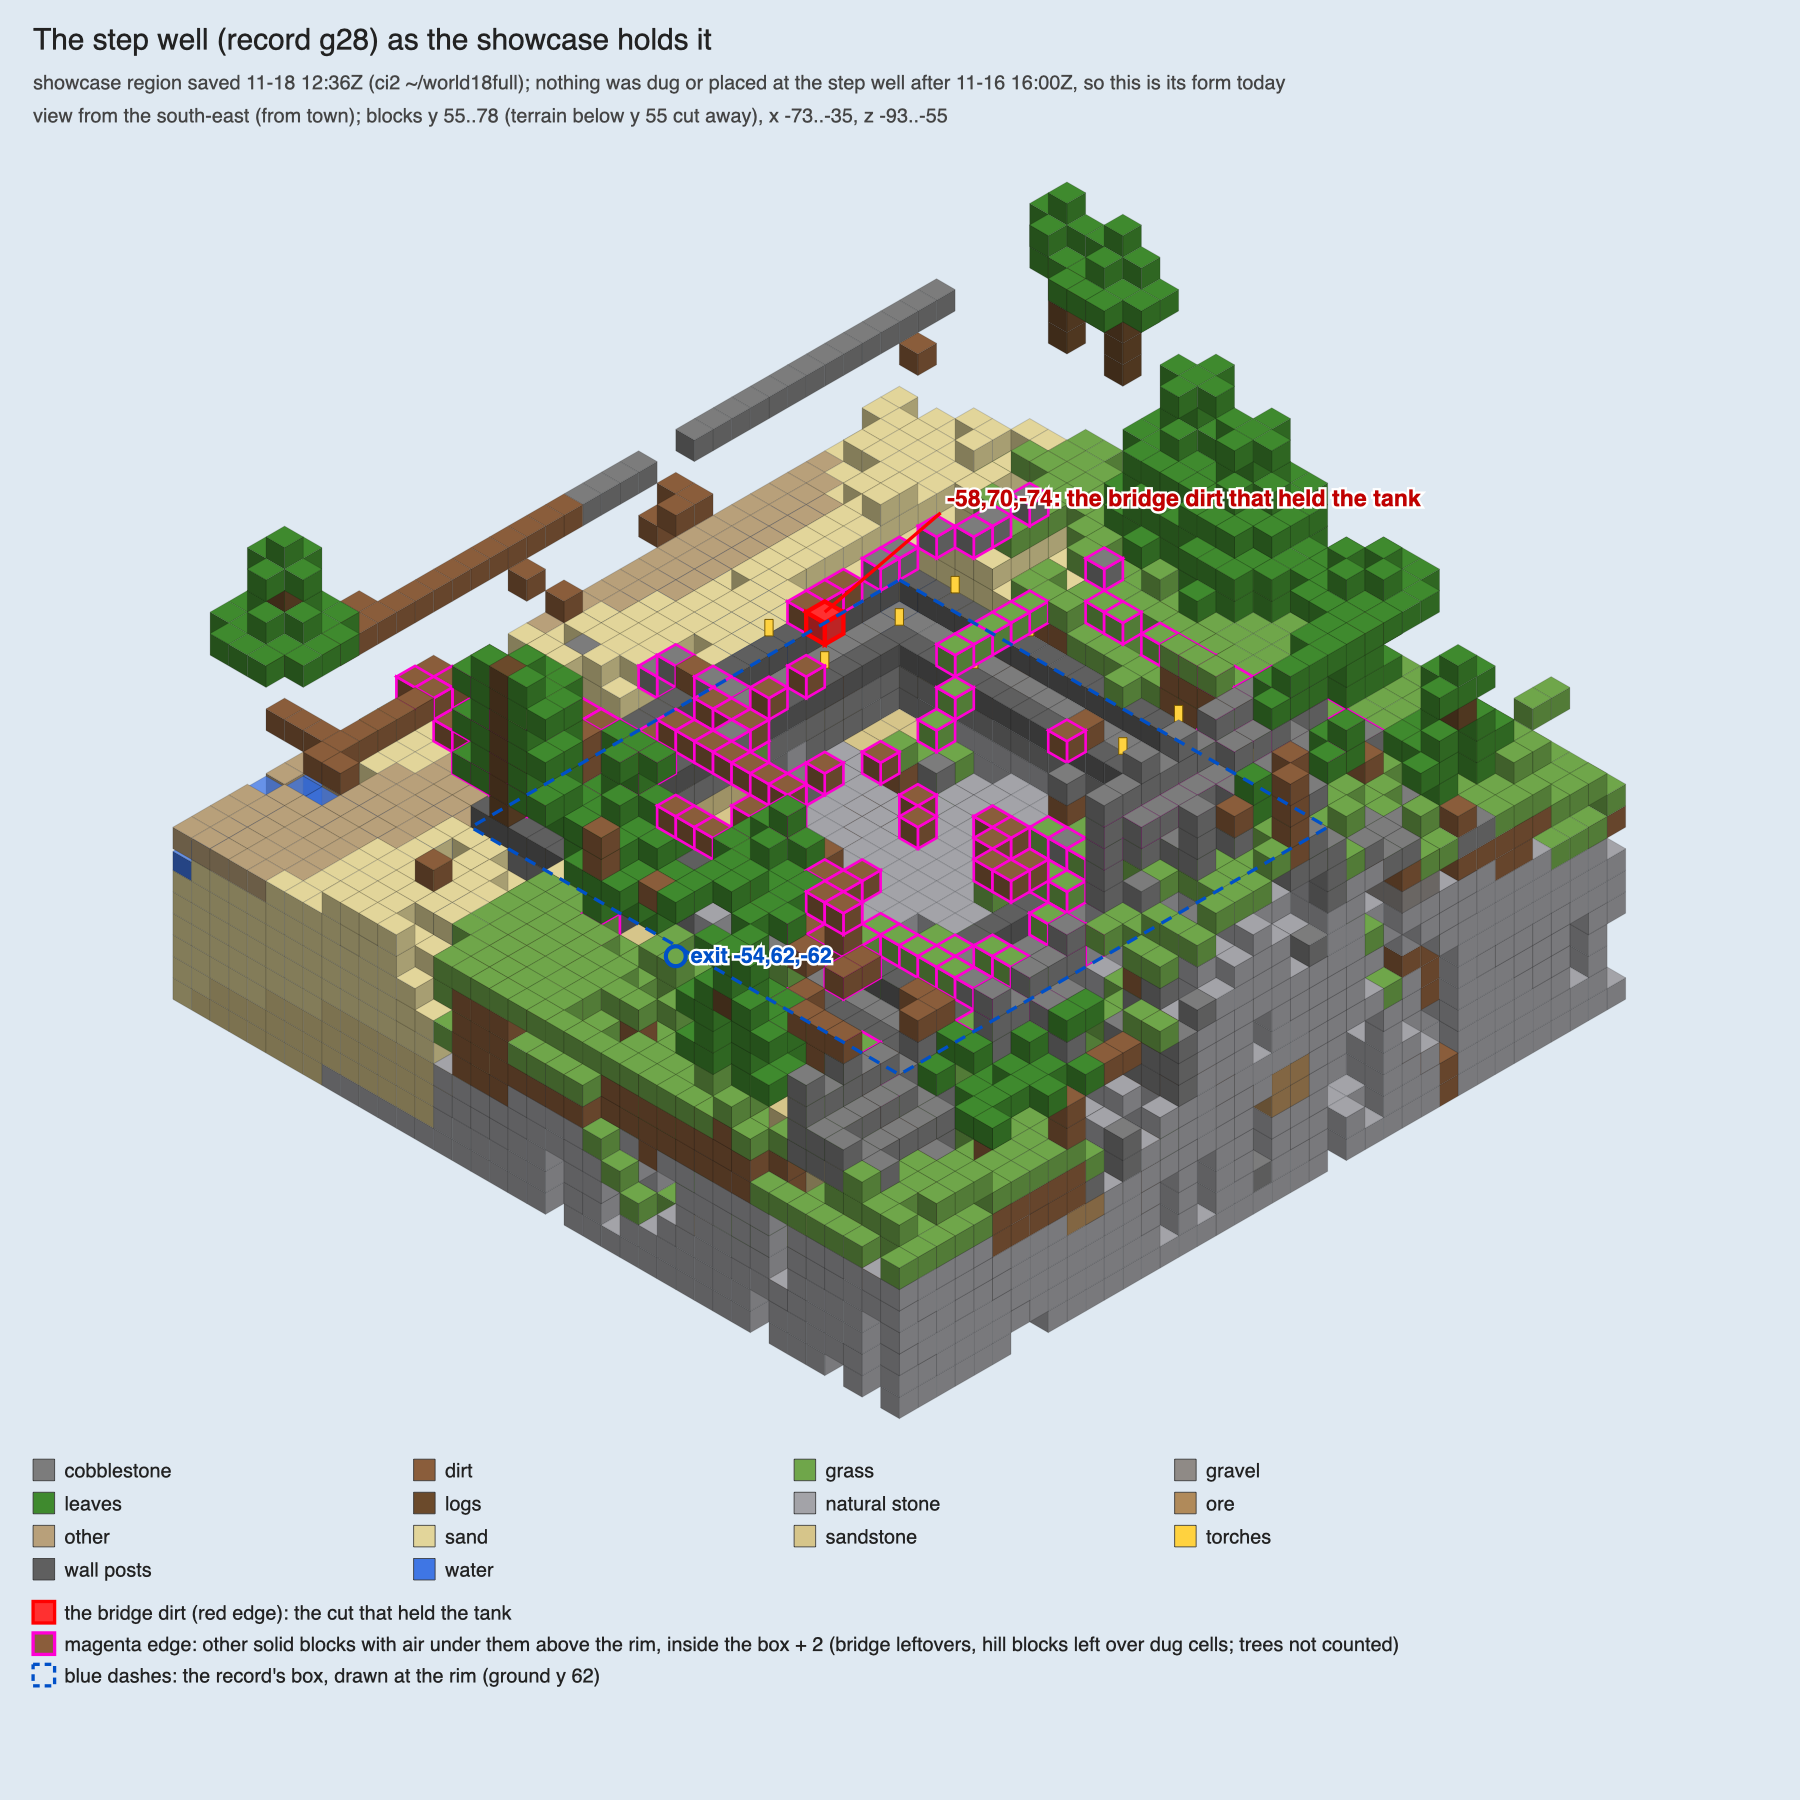 The step well (record g28) as the showcase holds it
showcase region saved 11-18 12:36Z (ci2 ~/world18full); nothing was dug or placed at the step well after 11-16 16:00Z, so this is its form today
view from the south-east (from town); blocks y 55..78 (terrain below y 55 cut away), x -73..-35, z -93..-55
-58,70,-74: the bridge dirt that held the tank
exit -54,62,-62
cobblestone
dirt
grass
gravel
leaves
logs
natural stone
ore
other
sand
sandstone
torches
wall posts
water
the bridge dirt (red edge): the cut that held the tank
magenta edge: other solid blocks with air under them above the rim, inside the box + 2 (bridge leftovers, hill blocks left over dug cells; trees not counted)
blue dashes: the record's box, drawn at the rim (ground y 62)